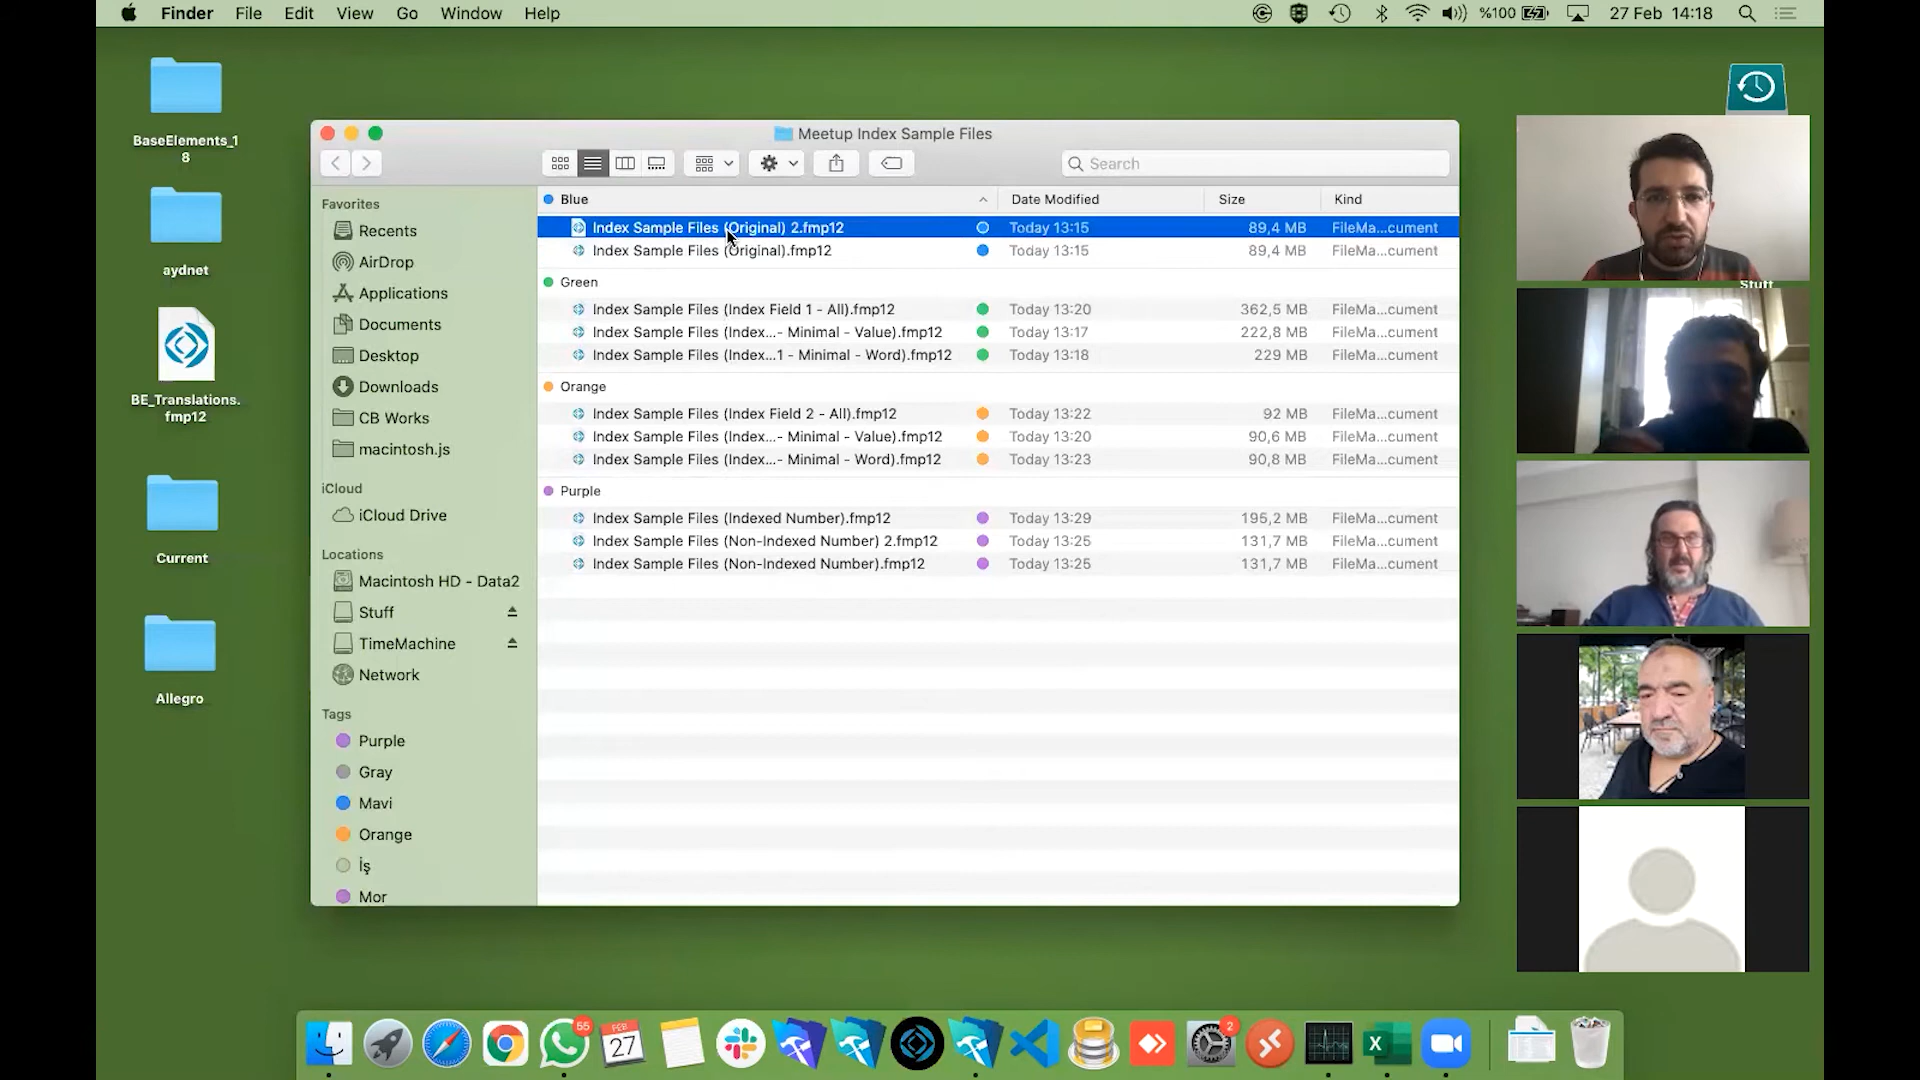 Finder File Edit View Go Window Help
%100 27 Feb 14:18
BaseElements_1
8
aydnet
BE_Translations.
fmp12
Current
Allegro
Stuff
Meetup Index Sample Files
Search
Favorites
Recents
AirDrop
Applications
Documents
Desktop
Downloads
CB Works
macintosh.js
iCloud
iCloud Drive
Locations
Macintosh HD - Data2
Stuff
TimeMachine
Network
Tags
Purple
Gray
Mavi
Orange
İş
Mor
Blue Date Modified Size Kind
Index Sample Files (Original) 2.fmp12 Today 13:15 89,4 MB FileMa...cument
Index Sample Files (Original).fmp12 Today 13:15 89,4 MB FileMa...cument
Green
Index Sample Files (Index Field 1 - All).fmp12 Today 13:20 362,5 MB FileMa...cument
Index Sample Files (Index...- Minimal - Value).fmp12 Today 13:17 222,8 MB FileMa...cument
Index Sample Files (Index...1 - Minimal - Word).fmp12 Today 13:18 229 MB FileMa...cument
Orange
Index Sample Files (Index Field 2 - All).fmp12 Today 13:22 92 MB FileMa...cument
Index Sample Files (Index...- Minimal - Value).fmp12 Today 13:20 90,6 MB FileMa...cument
Index Sample Files (Index...- Minimal - Word).fmp12 Today 13:23 90,8 MB FileMa...cument
Purple
Index Sample Files (Indexed Number).fmp12 Today 13:29 195,2 MB FileMa...cument
Index Sample Files (Non-Indexed Number) 2.fmp12 Today 13:25 131,7 MB FileMa...cument
Index Sample Files (Non-Indexed Number).fmp12 Today 13:25 131,7 MB FileMa...cument
55
FEB
27
2
X